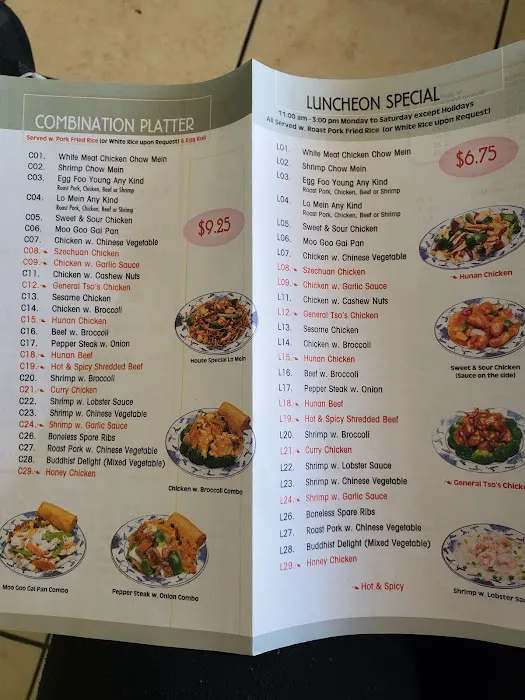 COMBINATION PLATTER
Served w. Pork Fried Rice (or White Rice upon Request) & Egg Roll
C01. White Meat Chicken Chow Mein
C02. Shrimp Chow Mein
C03. Egg Foo Young Any Kind
Roast Pork, Chicken, Beef or Shrimp
C04. Lo Mein Any Kind
Roast Pork, Chicken, Beef or Shrimp
C05. Sweet & Sour Chicken
C06. Moo Goo Gai Pan
C07. Chicken w. Chinese Vegetable
C08. Szechuan Chicken
C09. Chicken w. Garlic Sauce
C11. Chicken w. Cashew Nuts
C12. General Tso's Chicken
C13. Sesame Chicken
C14. Chicken w. Broccoli
C15. Hunan Chicken
C16. Beef w. Broccoli
C17. Pepper Steak w. Onion
C18. Hunan Beef
C19. Hot & Spicy Shredded Beef
C20. Shrimp w. Broccoli
C21. Curry Chicken
C22. Shrimp w. Lobster Sauce
C23. Shrimp w. Chinese Vegetable
C24. Shrimp w. Garlic Sauce
C26. Boneless Spare Ribs
C27. Roast Pork w. Chinese Vegetable
C28. Buddhist Delight (Mixed Vegetable)
C29. Honey Chicken
$9.25
House Special Lo Mein
Chicken w. Broccoli Combo
Moo Goo Gai Pan Combo
Pepper Steak w. Onion Combo
LUNCHEON SPECIAL
11:00 am - 3:00 pm Monday to Saturday except Holidays
All Served w. Roast Pork Fried Rice (or White Rice upon Request)
L01. White Meat Chicken Chow Mein
L02. Shrimp Chow Mein
L03. Egg Foo Young Any Kind
Roast Pork, Chicken, Beef or Shrimp
L04. Lo Mein Any Kind
Roast Pork, Chicken, Beef or Shrimp
L05. Sweet & Sour Chicken
L06. Moo Goo Gai Pan
L07. Chicken w. Chinese Vegetable
L08. Szechuan Chicken
L09. Chicken w. Garlic Sauce
L11. Chicken w. Cashew Nuts
L12. General Tso's Chicken
L13. Sesame Chicken
L14. Chicken w. Broccoli
L15. Hunan Chicken
L16. Beef w. Broccoli
L17. Pepper Steak w. Onion
L18. Hunan Beef
L19. Hot & Spicy Shredded Beef
L20. Shrimp w. Broccoli
L21. Curry Chicken
L22. Shrimp w. Lobster Sauce
L23. Shrimp w. Chinese Vegetable
L24. Shrimp w. Garlic Sauce
L26. Boneless Spare Ribs
L27. Roast Pork w. Chinese Vegetable
L28. Buddhist Delight (Mixed Vegetable)
L29. Honey Chicken
Hot & Spicy
$6.75
Hunan Chicken
Sweet & Sour Chicken
(Sauce on the side)
General Tso's Chicke
Shrimp w. Lobster Sau